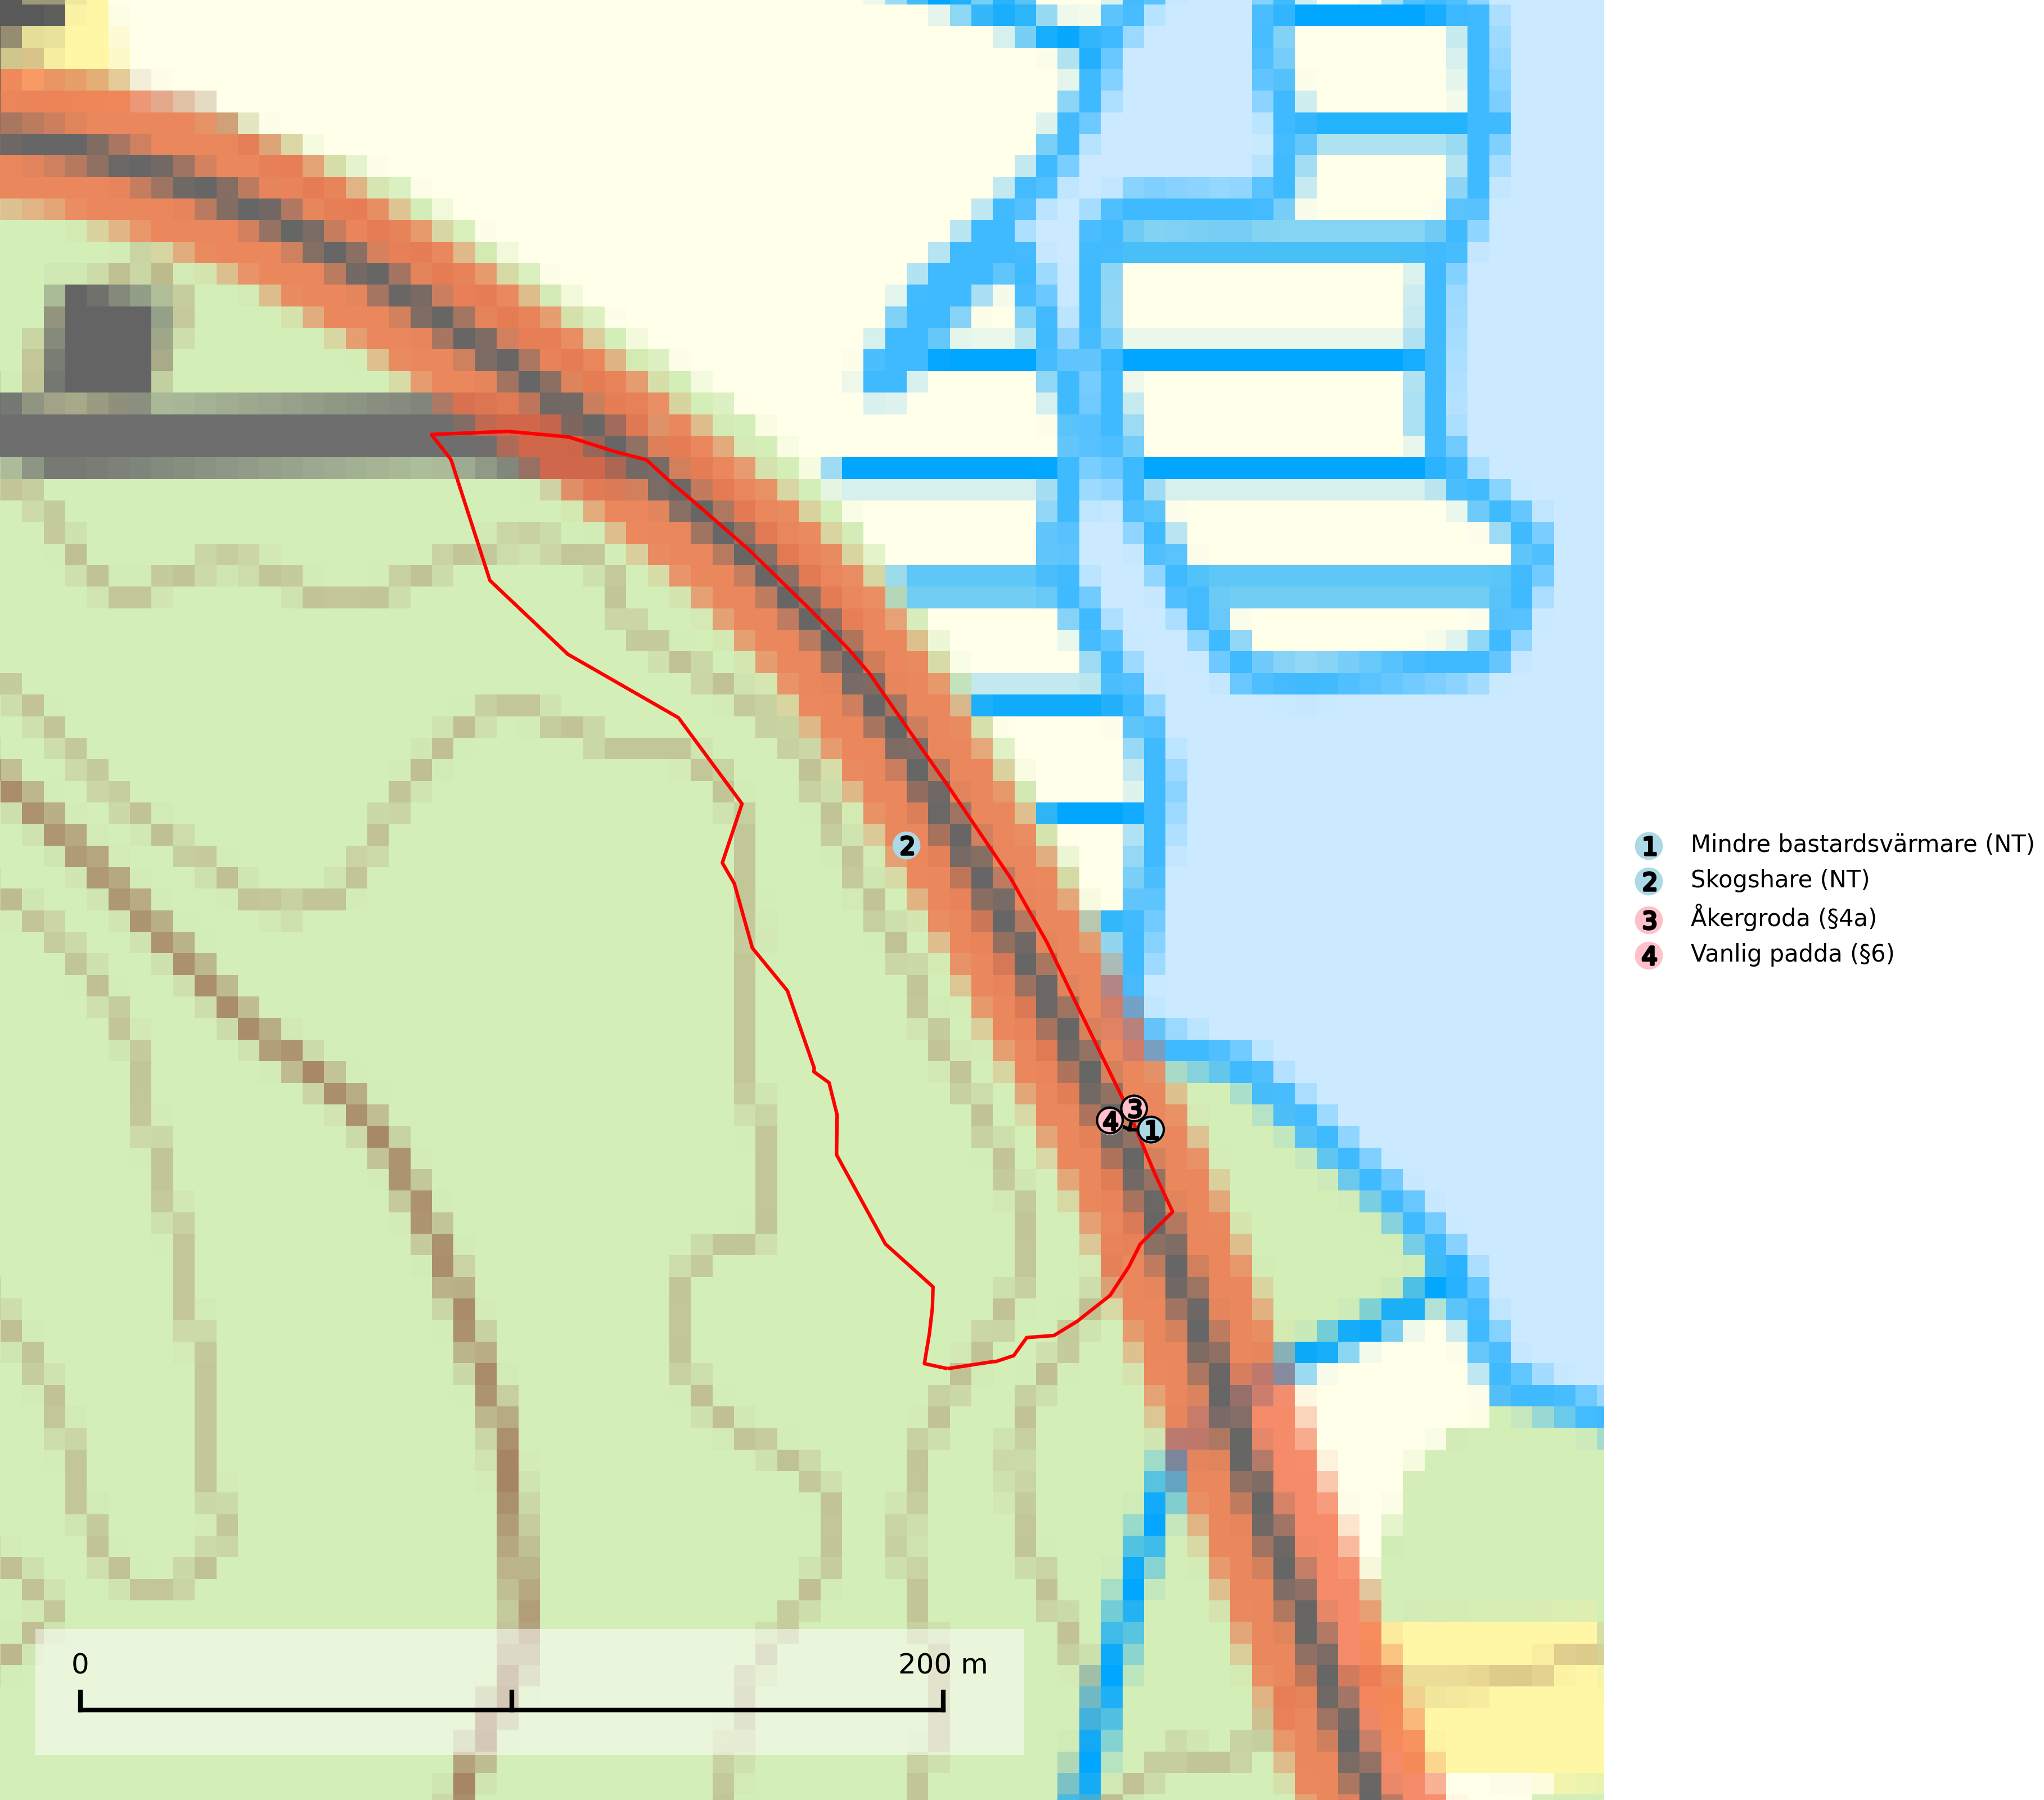 2
3
4
1
1 Mindre bastardsvärmare (NT)
2 Skogshare (NT)
3 Åkergroda (§4a)
4 Vanlig padda (§6)
0 200 m